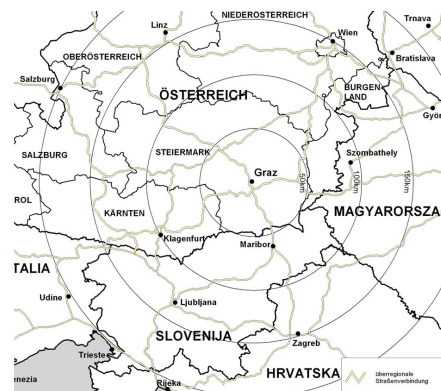 NIEDERÖSTERREICH
Linz
Trnava
Wien
OBERÖSTERREICH
Bratislava
Salzburg
BURGEN-
LAND
ÖSTERREICH
Györ
STEIERMARK
SALZBURG
Szombathely
Graz
50km
100km
150km
ROL
KÄRNTEN
MAGYARORSZA
Klagenfurt
Maribor
TALIA
Udine
Ljubljana
SLOVENIJA
Zagreb
Trieste
HRVATSKA
Rijeka
enezia
überregionale
Straßenverbindung